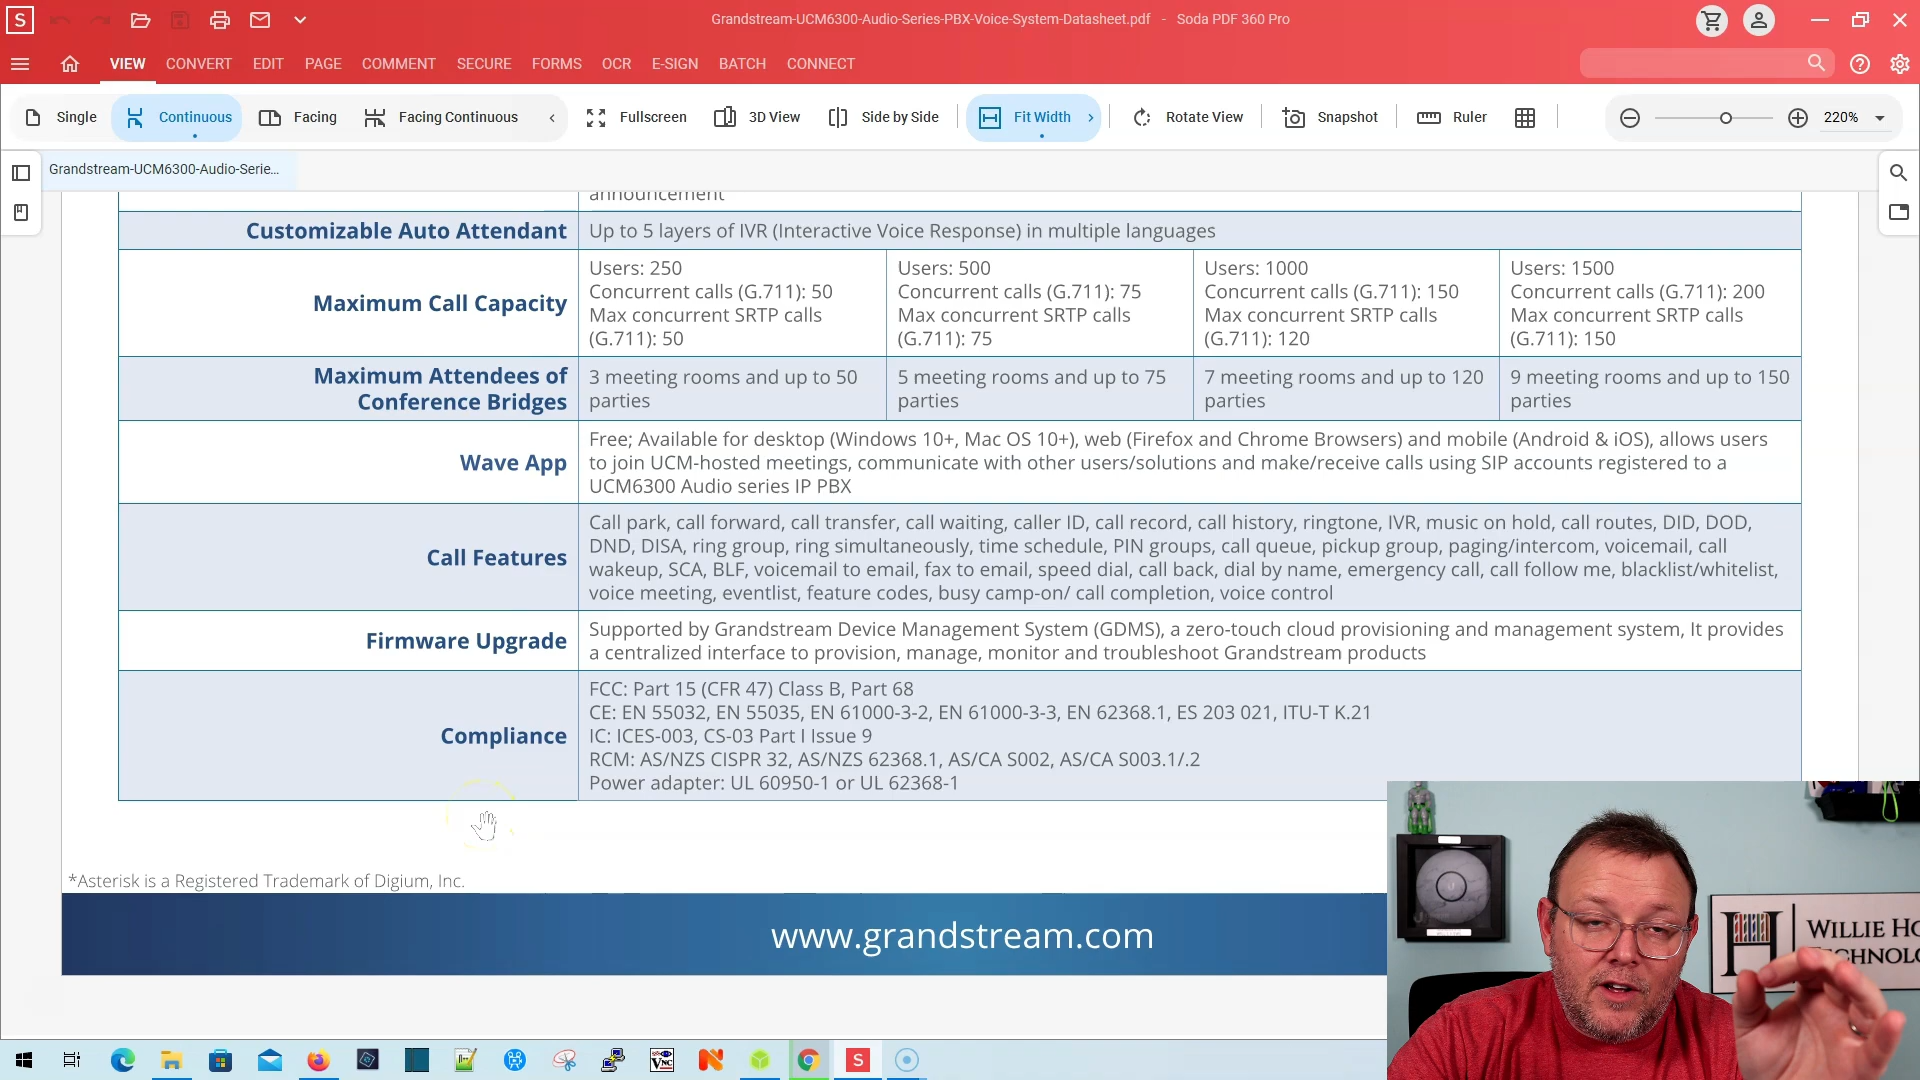 S
Grandstream-UCM6300-Audio-Series-PBX-Voice-System-Datasheet.pdf - Soda PDF 360 Pro
VIEW CONVERT EDIT PAGE COMMENT SECURE FORMS OCR E-SIGN BATCH CONNECT
Single Continuous Facing Facing Continuous Fullscreen 3D View Side by Side Fit Width Rotate View Snapshot Ruler 220%
Grandstream-UCM6300-Audio-Serie...
announcement
Customizable Auto Attendant
Up to 5 layers of IVR (Interactive Voice Response) in multiple languages
Maximum Call Capacity
Users: 250
Concurrent calls (G.711): 50
Max concurrent SRTP calls
(G.711): 50
Users: 500
Concurrent calls (G.711): 75
Max concurrent SRTP calls
(G.711): 75
Users: 1000
Concurrent calls (G.711): 150
Max concurrent SRTP calls
(G.711): 120
Users: 1500
Concurrent calls (G.711): 200
Max concurrent SRTP calls
(G.711): 150
Maximum Attendees of
Conference Bridges
3 meeting rooms and up to 50
parties
5 meeting rooms and up to 75
parties
7 meeting rooms and up to 120
parties
9 meeting rooms and up to 150
parties
Wave App
Free; Available for desktop (Windows 10+, Mac OS 10+), web (Firefox and Chrome Browsers) and mobile (Android & iOS), allows users
to join UCM-hosted meetings, communicate with other users/solutions and make/receive calls using SIP accounts registered to a
UCM6300 Audio series IP PBX
Call Features
Call park, call forward, call transfer, call waiting, caller ID, call record, call history, ringtone, IVR, music on hold, call routes, DID, DOD,
DND, DISA, ring group, ring simultaneously, time schedule, PIN groups, call queue, pickup group, paging/intercom, voicemail, call
wakeup, SCA, BLF, voicemail to email, fax to email, speed dial, call back, dial by name, emergency call, call follow me, blacklist/whitelist,
voice meeting, eventlist, feature codes, busy camp-on/ call completion, voice control
Firmware Upgrade
Supported by Grandstream Device Management System (GDMS), a zero-touch cloud provisioning and management system, It provides
a centralized interface to provision, manage, monitor and troubleshoot Grandstream products
Compliance
FCC: Part 15 (CFR 47) Class B, Part 68
CE: EN 55032, EN 55035, EN 61000-3-2, EN 61000-3-3, EN 62368.1, ES 203 021, ITU-T K.21
IC: ICES-003, CS-03 Part I Issue 9
RCM: AS/NZS CISPR 32, AS/NZS 62368.1, AS/CA S002, AS/CA S003.1/.2
Power adapter: UL 60950-1 or UL 62368-1
*Asterisk is a Registered Trademark of Digium, Inc.
www.grandstream.com
H
WILLIE HO
TECHNOLO
VNC
N
S